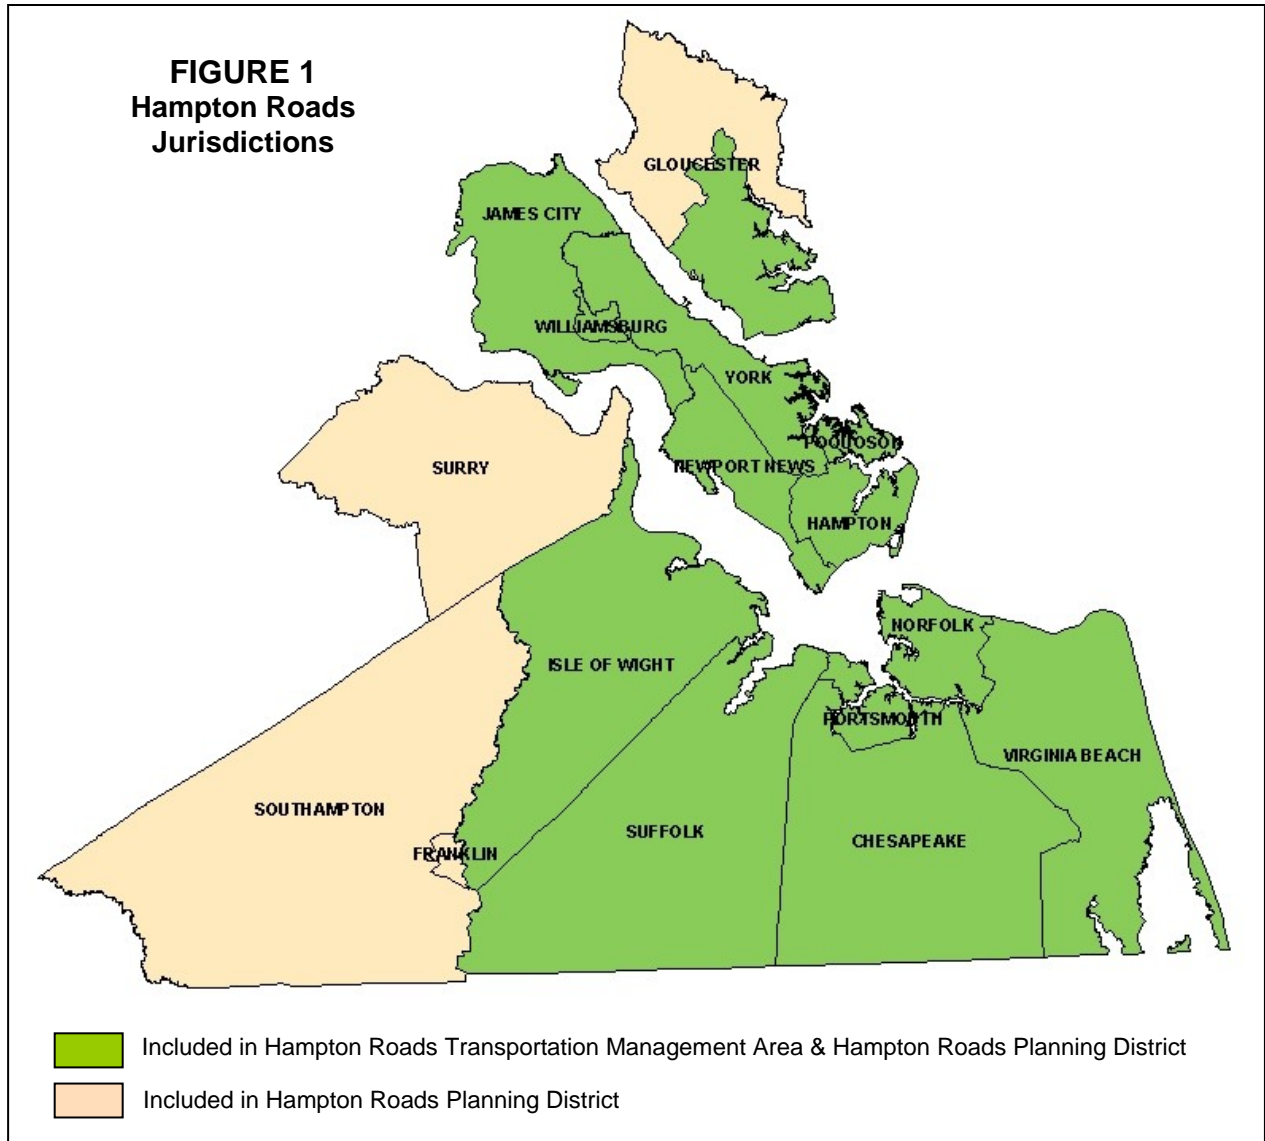 FIGURE 1
Hampton Roads
Jurisdictions
GLOUCESTER
JAMES CITY
WILLIAMSBURG
YORK
POQUOSON
SURRY
NEWPORT NEWS
HAMPTON
NORFOLK
ISLE OF WIGHT
PORTSMOUTH
VIRGINIA BEACH
SOUTHAMPTON
SUFFOLK
CHESAPEAKE
FRANKLIN
Included in Hampton Roads Transportation Management Area & Hampton Roads Planning District
Included in Hampton Roads Planning District